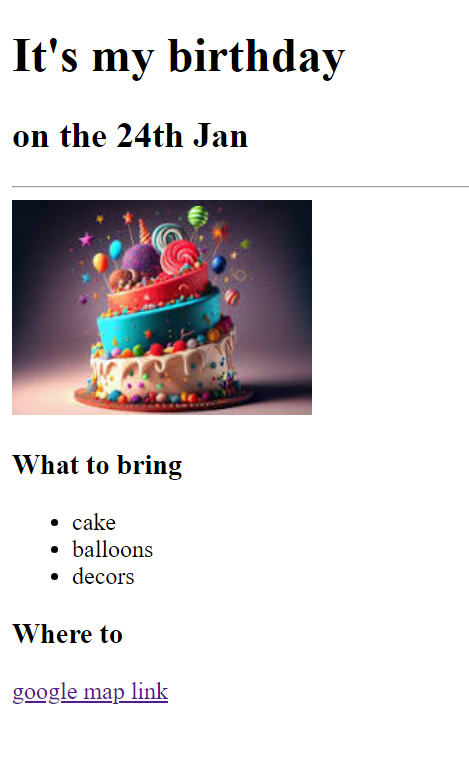 It's my birthday
on the 24th Jan
What to bring
cake
balloons
decors
Where to
google map link